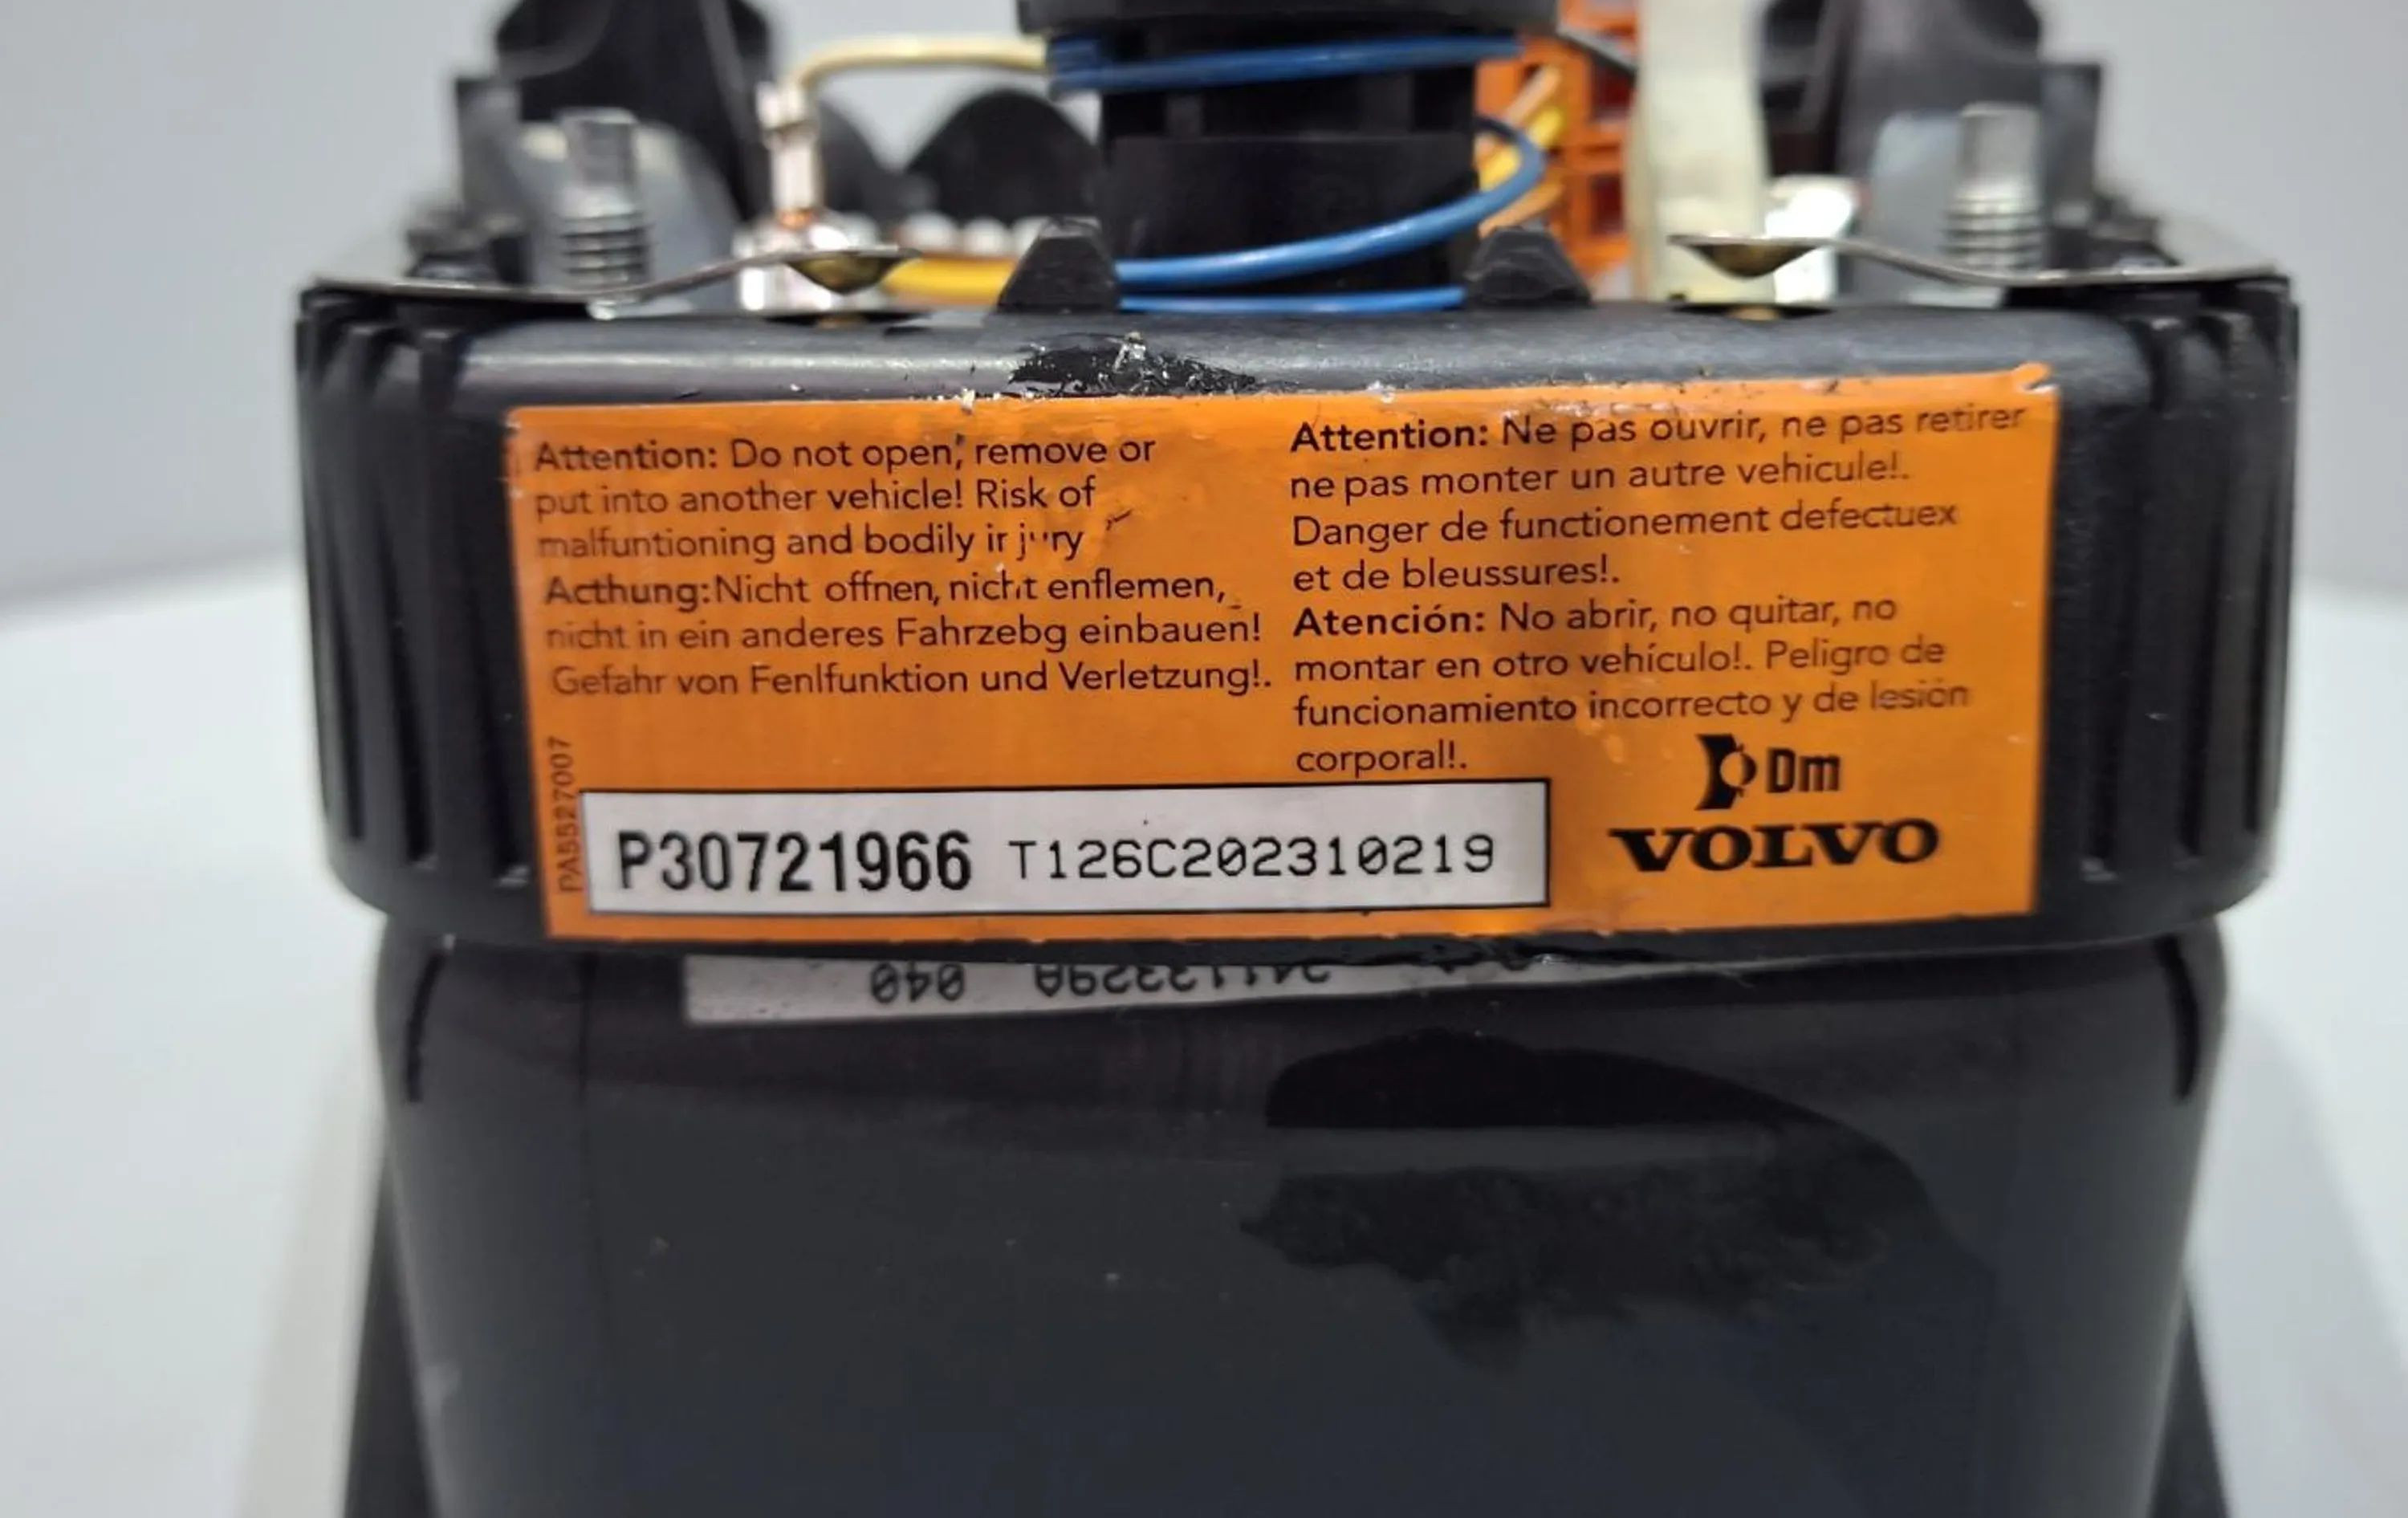 Attention: Do not open, remove or
put into another vehicle! Risk of
malfuntioning and bodily injury
Acthung: Nicht offnen, nicht enflemen,
nicht in ein anderes Fahrzebg einbauen!
Gefahr von Fenlfunktion und Verletzung!.
Attention: Ne pas ouvrir, ne pas retirer
ne pas monter un autre vehicule!.
Danger de functionement defectuex
et de bleussures!.
Atención: No abrir, no quitar, no
montar en otro vehículo!. Peligro de
funcionamiento incorrecto y de lesión
corporal!.
PA5527007
P30721966 T126C202310219
Dm
VOLVO
040